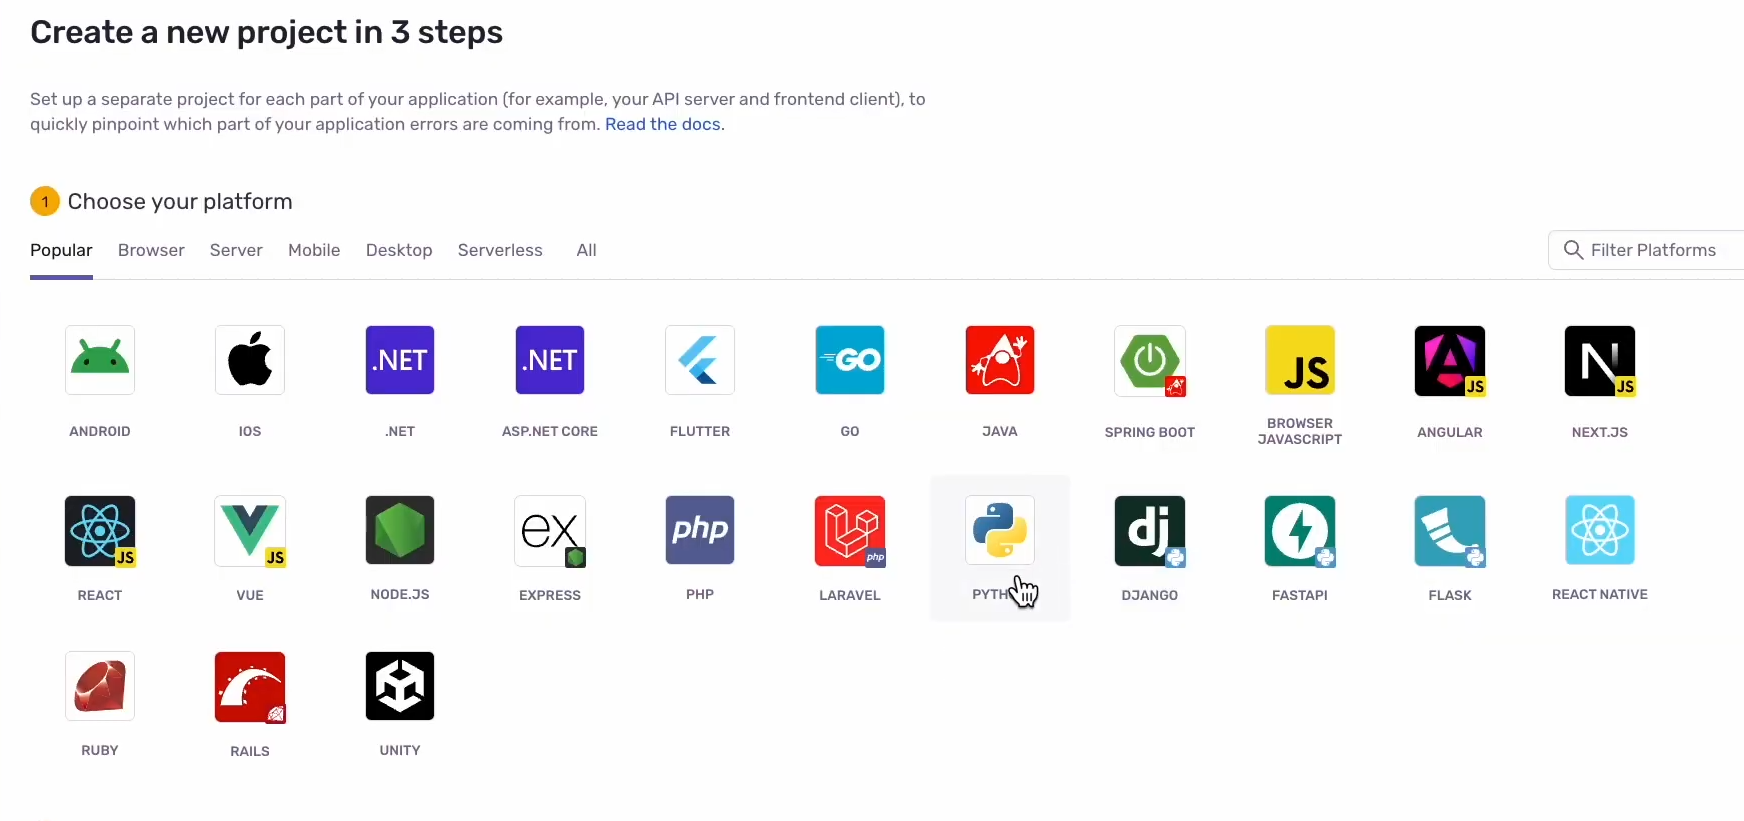 Create a new project in 3 steps
Set up a separate project for each part of your application (for example, your API server and frontend client), to
quickly pinpoint which part of your application errors are coming from. Read the docs.
1 Choose your platform
Popular Browser Server Mobile Desktop Serverless All Filter Platforms
.NET .NET GO JS JS N JS
ANDROID IOS .NET ASP.NET CORE FLUTTER GO JAVA SPRING BOOT BROWSER JAVASCRIPT ANGULAR NEXT.JS
JS JS ex php php dj
REACT VUE NODE.JS EXPRESS PHP LARAVEL DJANGO FASTAPI FLASK REACT NATIVE
RUBY RAILS UNITY